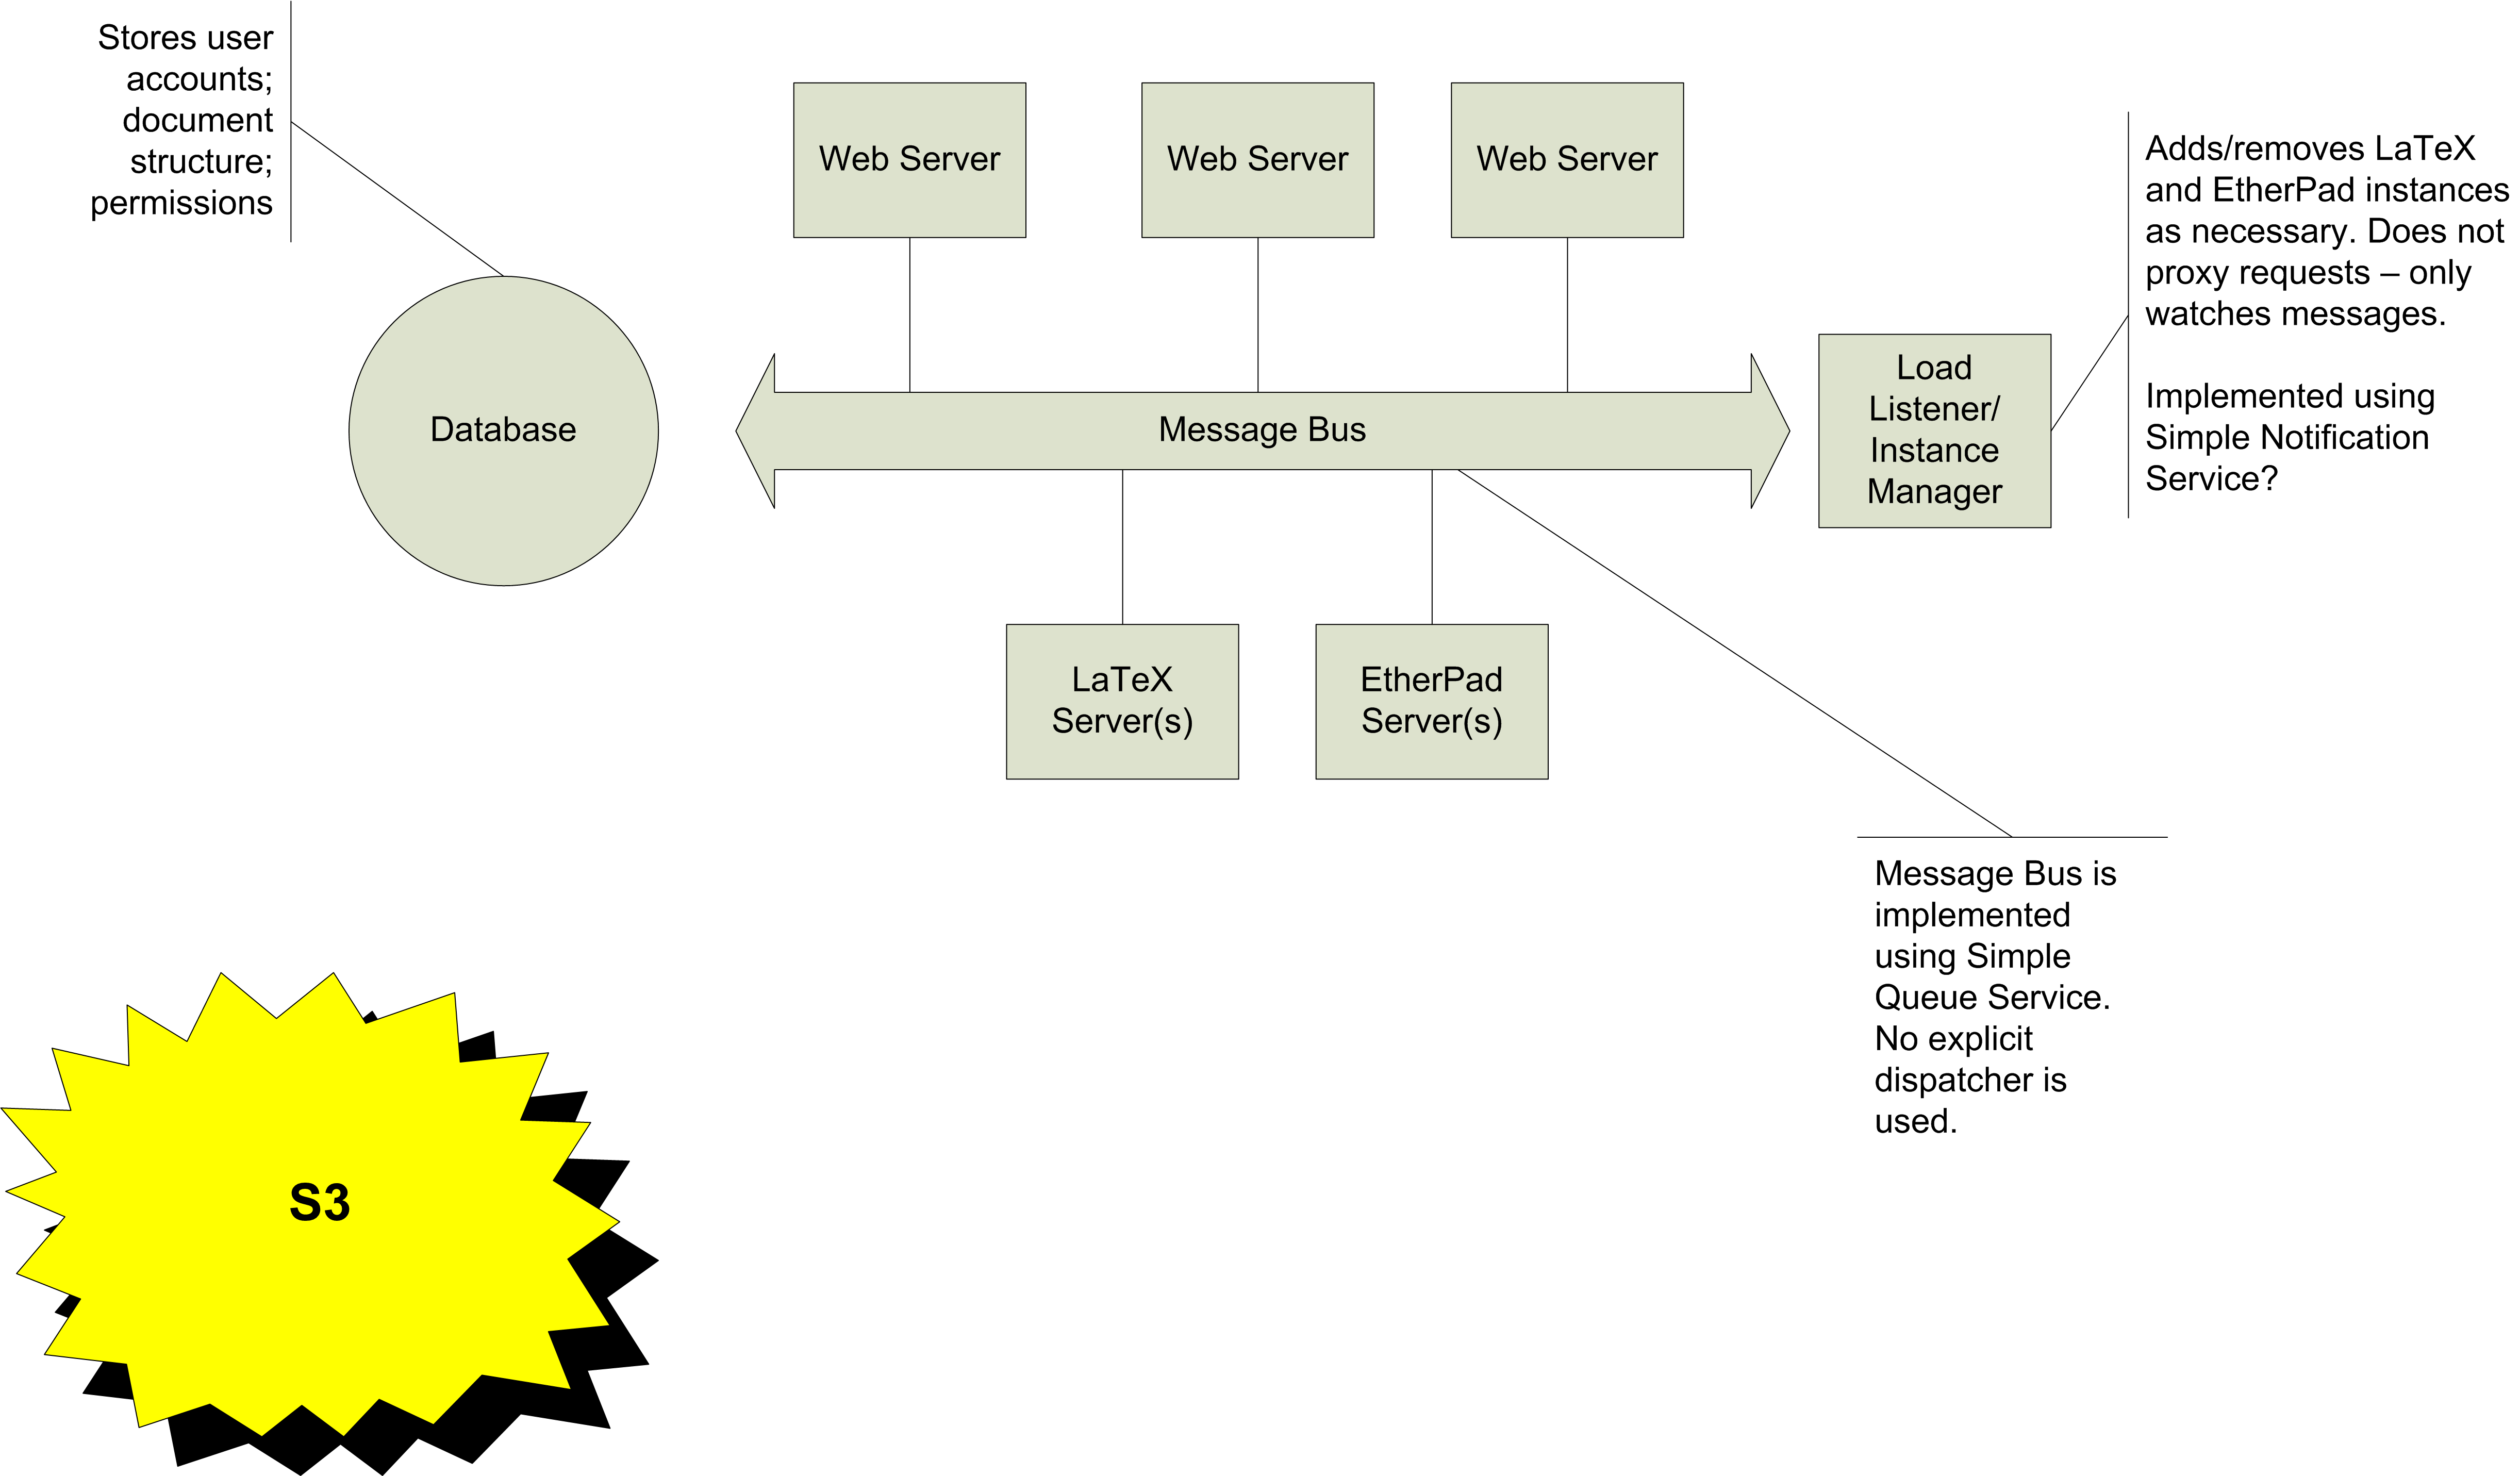 Stores user
accounts;
document
structure;
permissions
Web Server
Web Server
Web Server
Adds/removes LaTeX
and EtherPad instances
as necessary. Does not
proxy requests – only
watches messages.
Implemented using
Simple Notification
Service?
Database
Message Bus
Load
Listener/
Instance
Manager
LaTeX
Server(s)
EtherPad
Server(s)
Message Bus is
implemented
using Simple
Queue Service.
No explicit
dispatcher is
used.
S3